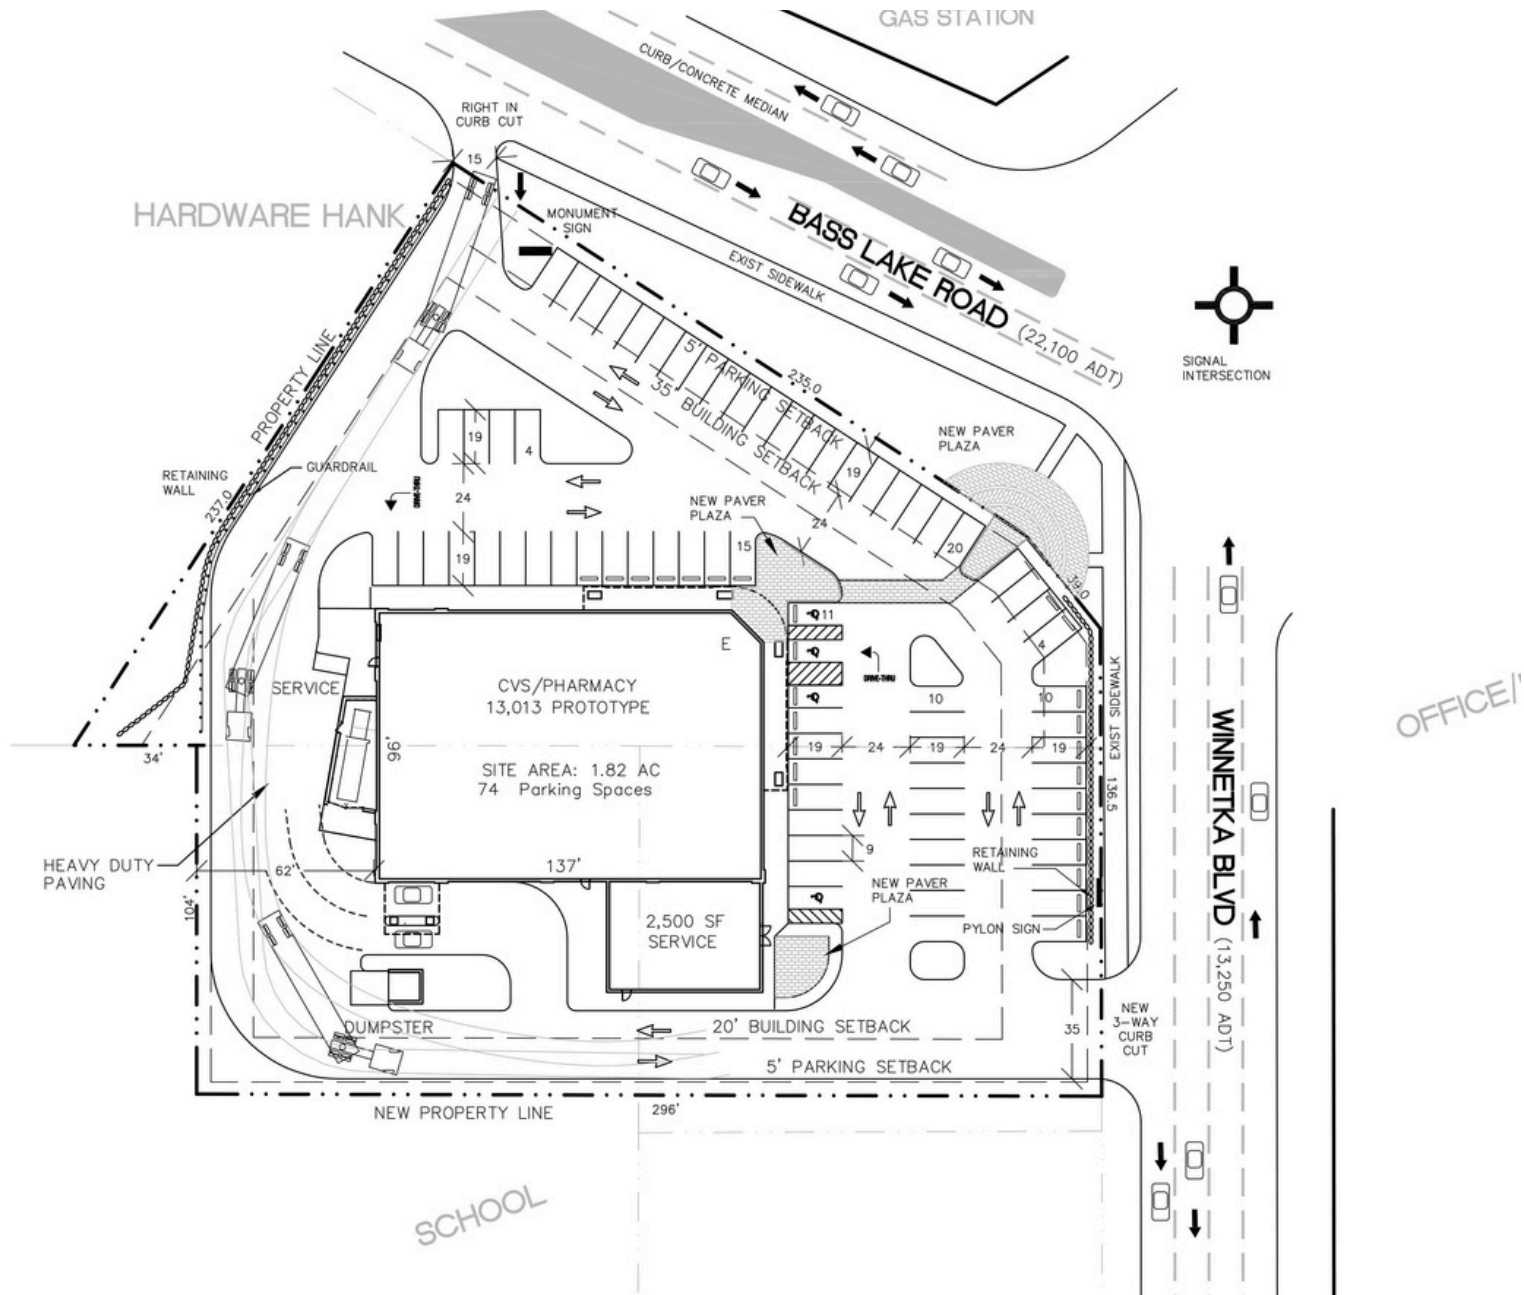 GAS STATION
CURB/CONCRETE MEDIAN
RIGHT IN
CURB CUT
15
HARDWARE HANK
MONUMENT
SIGN
EXIST SIDEWALK
BASS LAKE ROAD (22,100 ADT)
SIGNAL
INTERSECTION
PROPERTY LINE
5' PARKING SETBACK
235.0
35' BUILDING SETBACK
19
4
NEW PAVER
PLAZA
RETAINING
WALL
GUARDRAIL
237.0
24
DRIVE-THRU
19
NEW PAVER
PLAZA
24
19
15
20
39.0
11
E
4
SERVICE
CVS/PHARMACY
13,013 PROTOTYPE
DRIVE-THRU
10
10
EXIST SIDEWALK
OFFICE/
34'
96'
SITE AREA: 1.82 AC
74 Parking Spaces
19
24
19
24
19
136.5
WINNETKA BLVD (13,250 ADT)
HEAVY DUTY
PAVING
62'
137'
9
RETAINING
WALL
NEW PAVER
PLAZA
104'
2,500 SF
SERVICE
PYLON SIGN
DUMPSTER
20' BUILDING SETBACK
35
NEW
3-WAY
CURB
CUT
5' PARKING SETBACK
NEW PROPERTY LINE
296'
SCHOOL